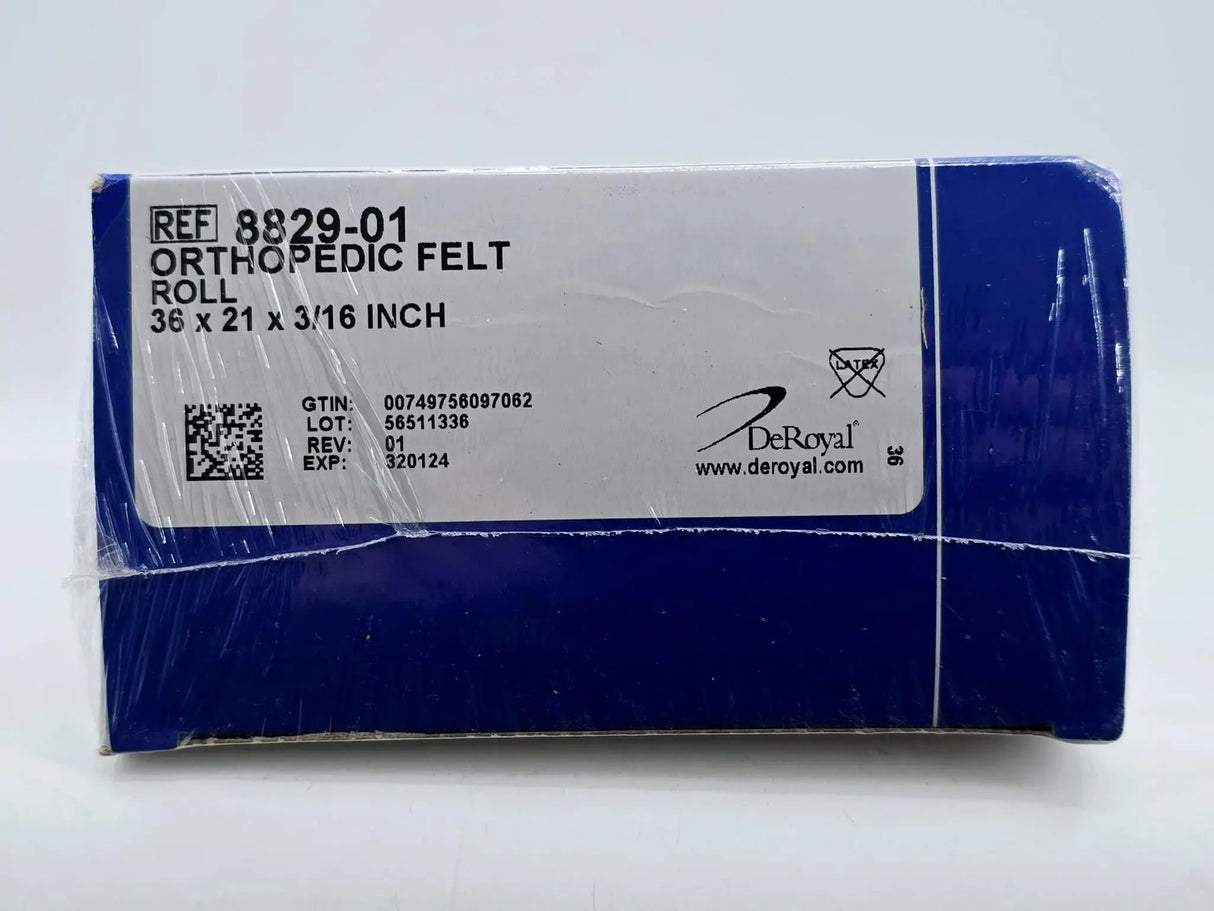 REF 8829-01
ORTHOPEDIC FELT
ROLL
36 x 21 x 3/16 INCH
LATEX
GTIN: 00749756097062
LOT: 56511336
REV: 01
EXP: 320124
DeRoyal®
www.deroyal.com
36